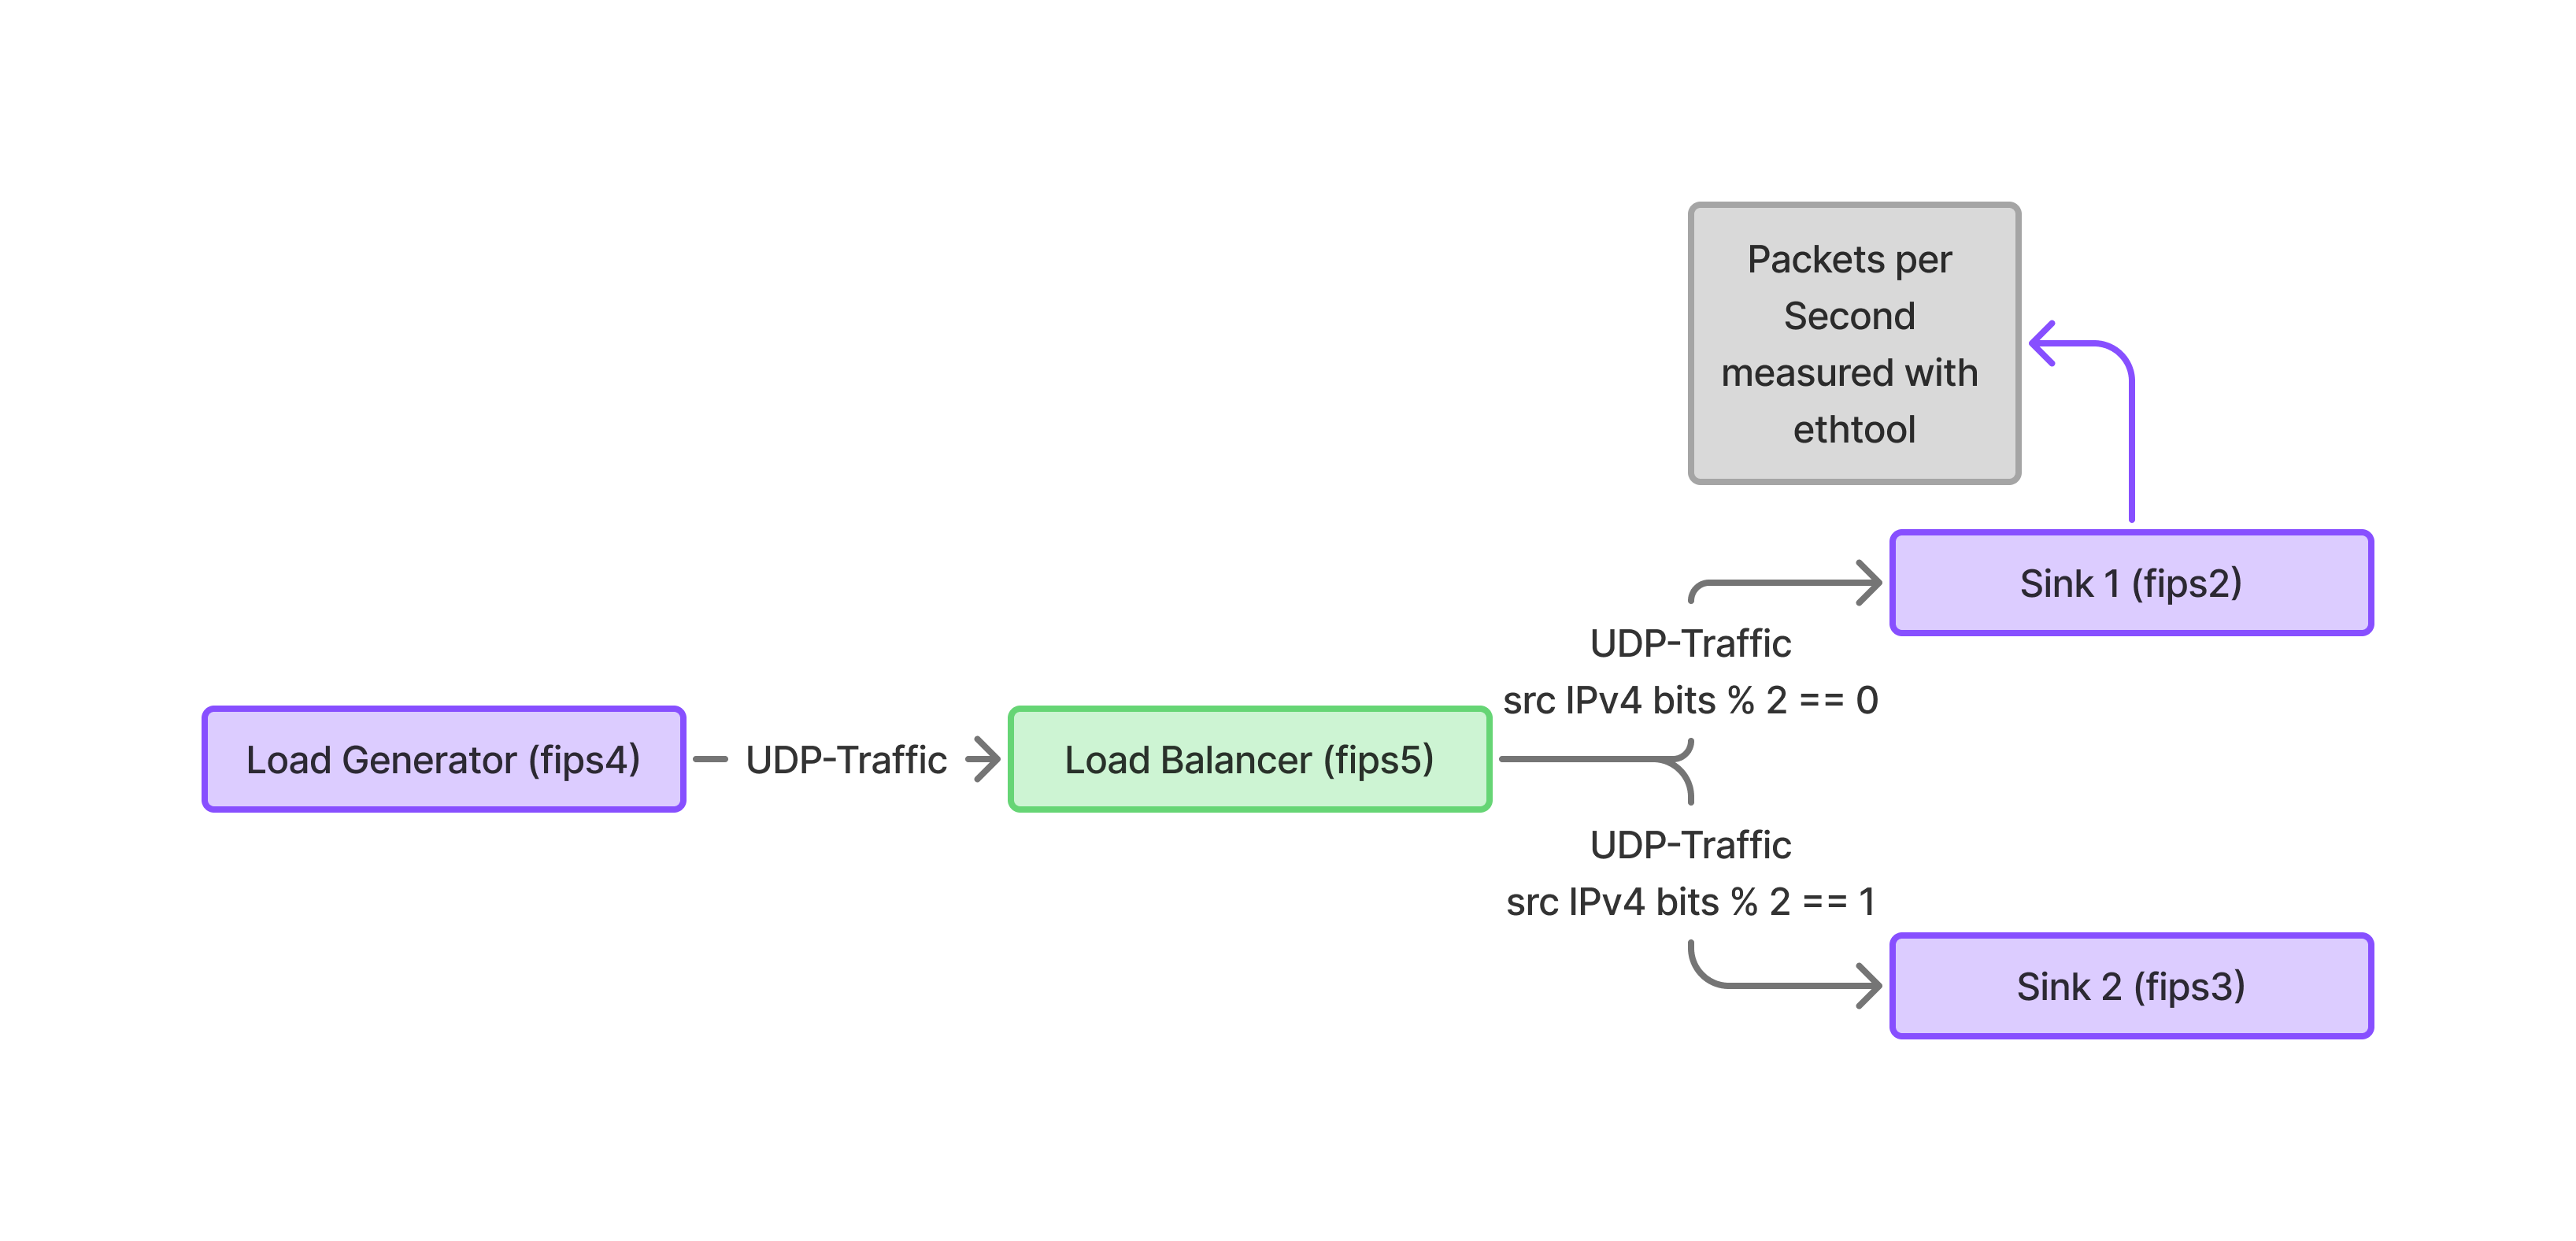 Packets per
Second
measured with
ethtool
Sink 1 (fips2)
UDP-Traffic
src IPv4 bits % 2 == 0
Load Generator (fips4)
UDP-Traffic
Load Balancer (fips5)
UDP-Traffic
src IPv4 bits % 2 == 1
Sink 2 (fips3)